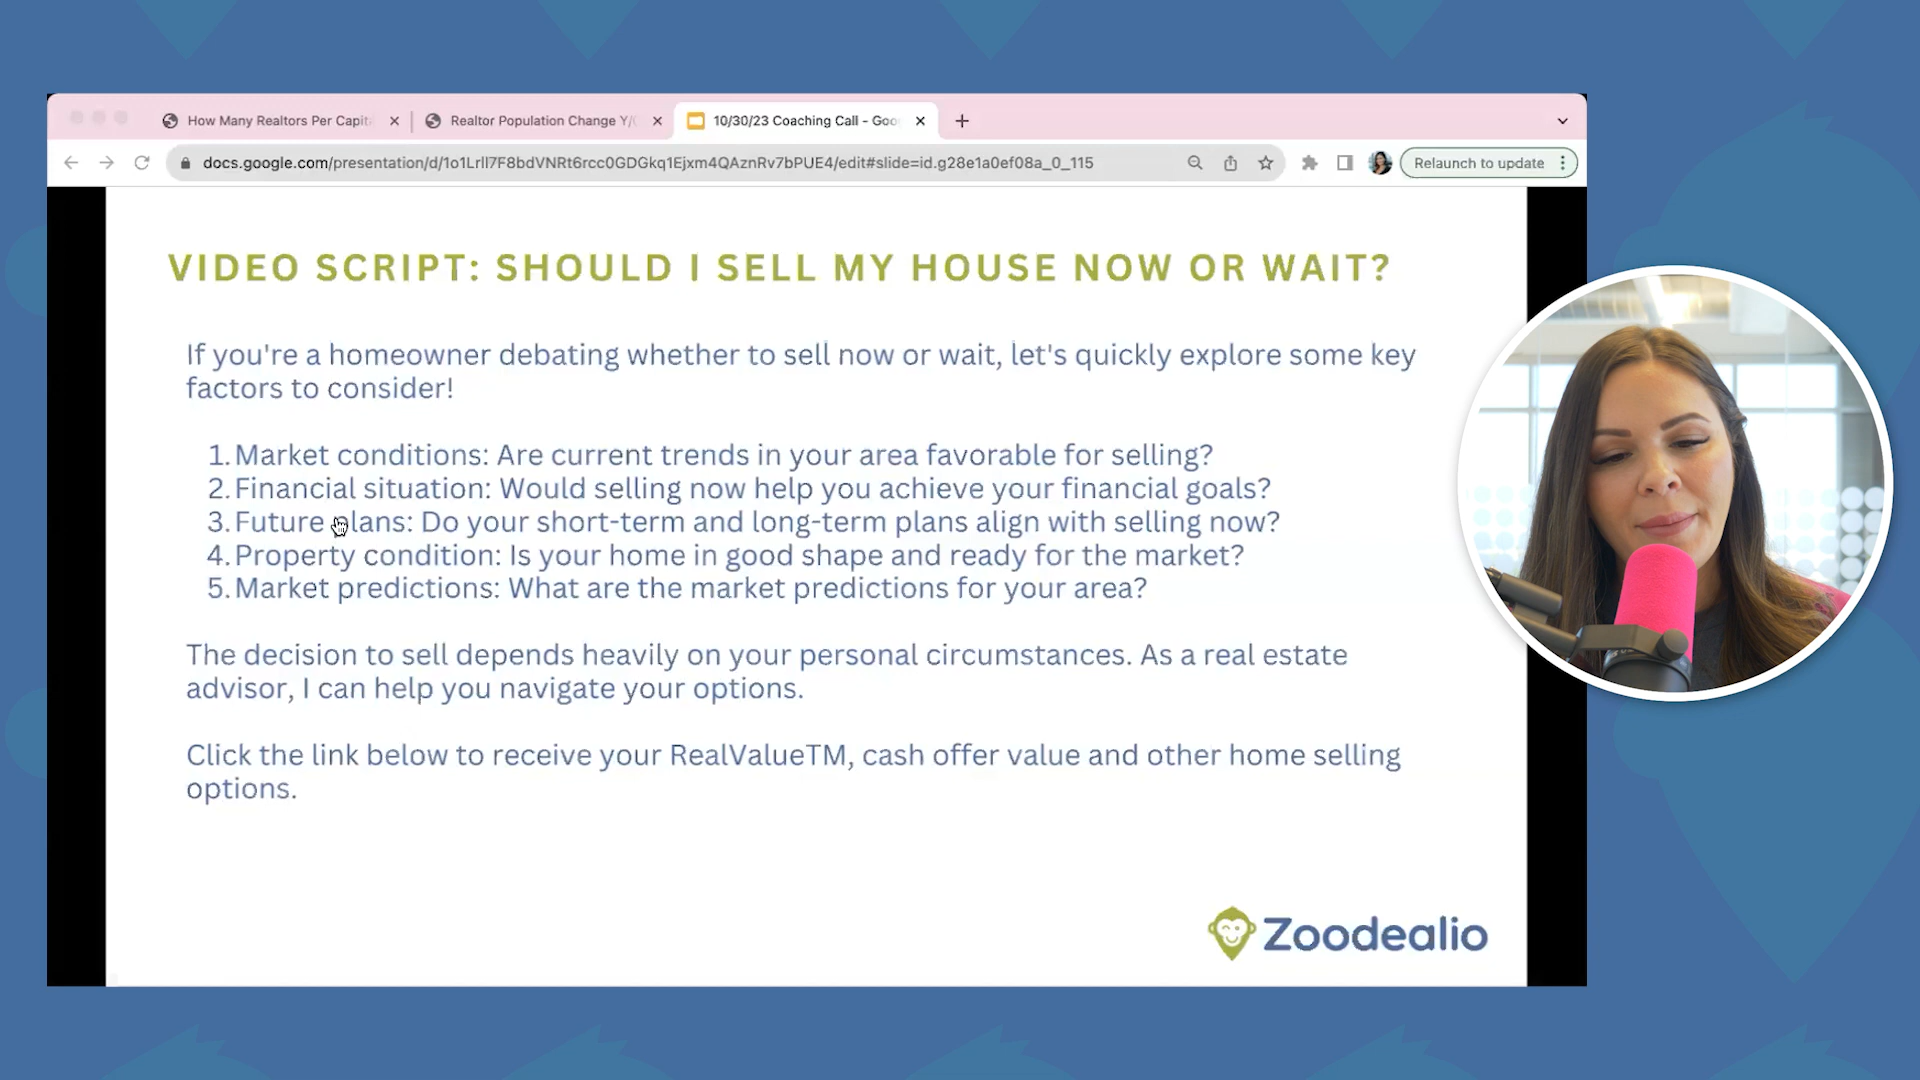 How Many Realtors Per Capit
Realtor Population Change Y/
10/30/23 Coaching Call - Goo
docs.google.com/presentation/d/1o1Lrll7F8bdVNRt6rcc0GDGkq1Ejxm4QAznRv7bPUE4/edit#slide=id.g28e1a0ef08a_0_115
Relaunch to update
VIDEO SCRIPT: SHOULD I SELL MY HOUSE NOW OR WAIT?
If you're a homeowner debating whether to sell now or wait, let's quickly explore some key
factors to consider!
1. Market conditions: Are current trends in your area favorable for selling?
2. Financial situation: Would selling now help you achieve your financial goals?
3. Future plans: Do your short-term and long-term plans align with selling now?
4. Property condition: Is your home in good shape and ready for the market?
5. Market predictions: What are the market predictions for your area?
The decision to sell depends heavily on your personal circumstances. As a real estate
advisor, I can help you navigate your options.
Click the link below to receive your RealValueTM, cash offer value and other home selling
options.
Zoodealio